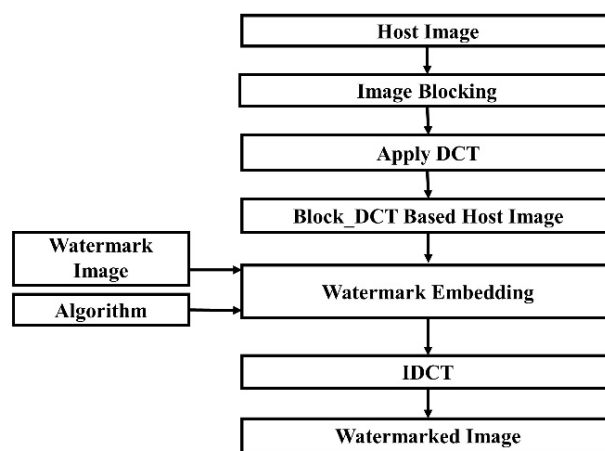 Host Image
Image Blocking
Apply DCT
Block_DCT Based Host Image
Watermark
Image
Algorithm
Watermark Embedding
IDCT
Watermarked Image